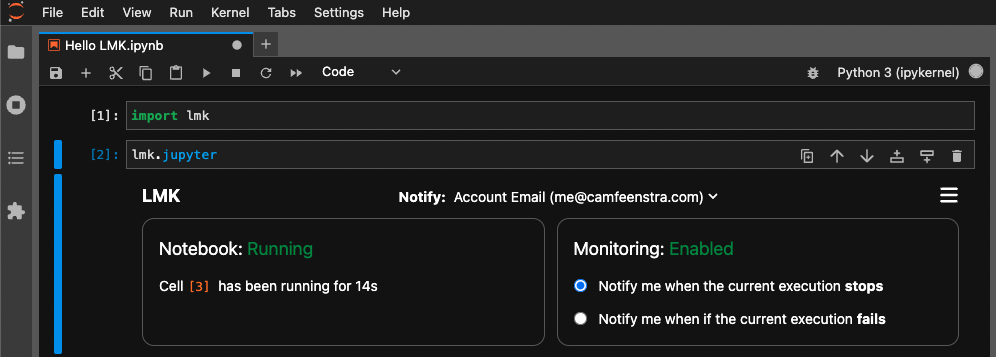 File Edit View Run Kernel Tabs Settings Help
Hello LMK.ipynb
Code Python 3 (ipykernel)
[1]: import lmk
[2]: lmk.jupyter
LMK Notify: Account Email (me@camfeenstra.com)
Notebook: Running
Cell [3] has been running for 14s
Monitoring: Enabled
Notify me when the current execution stops
Notify me when if the current execution fails